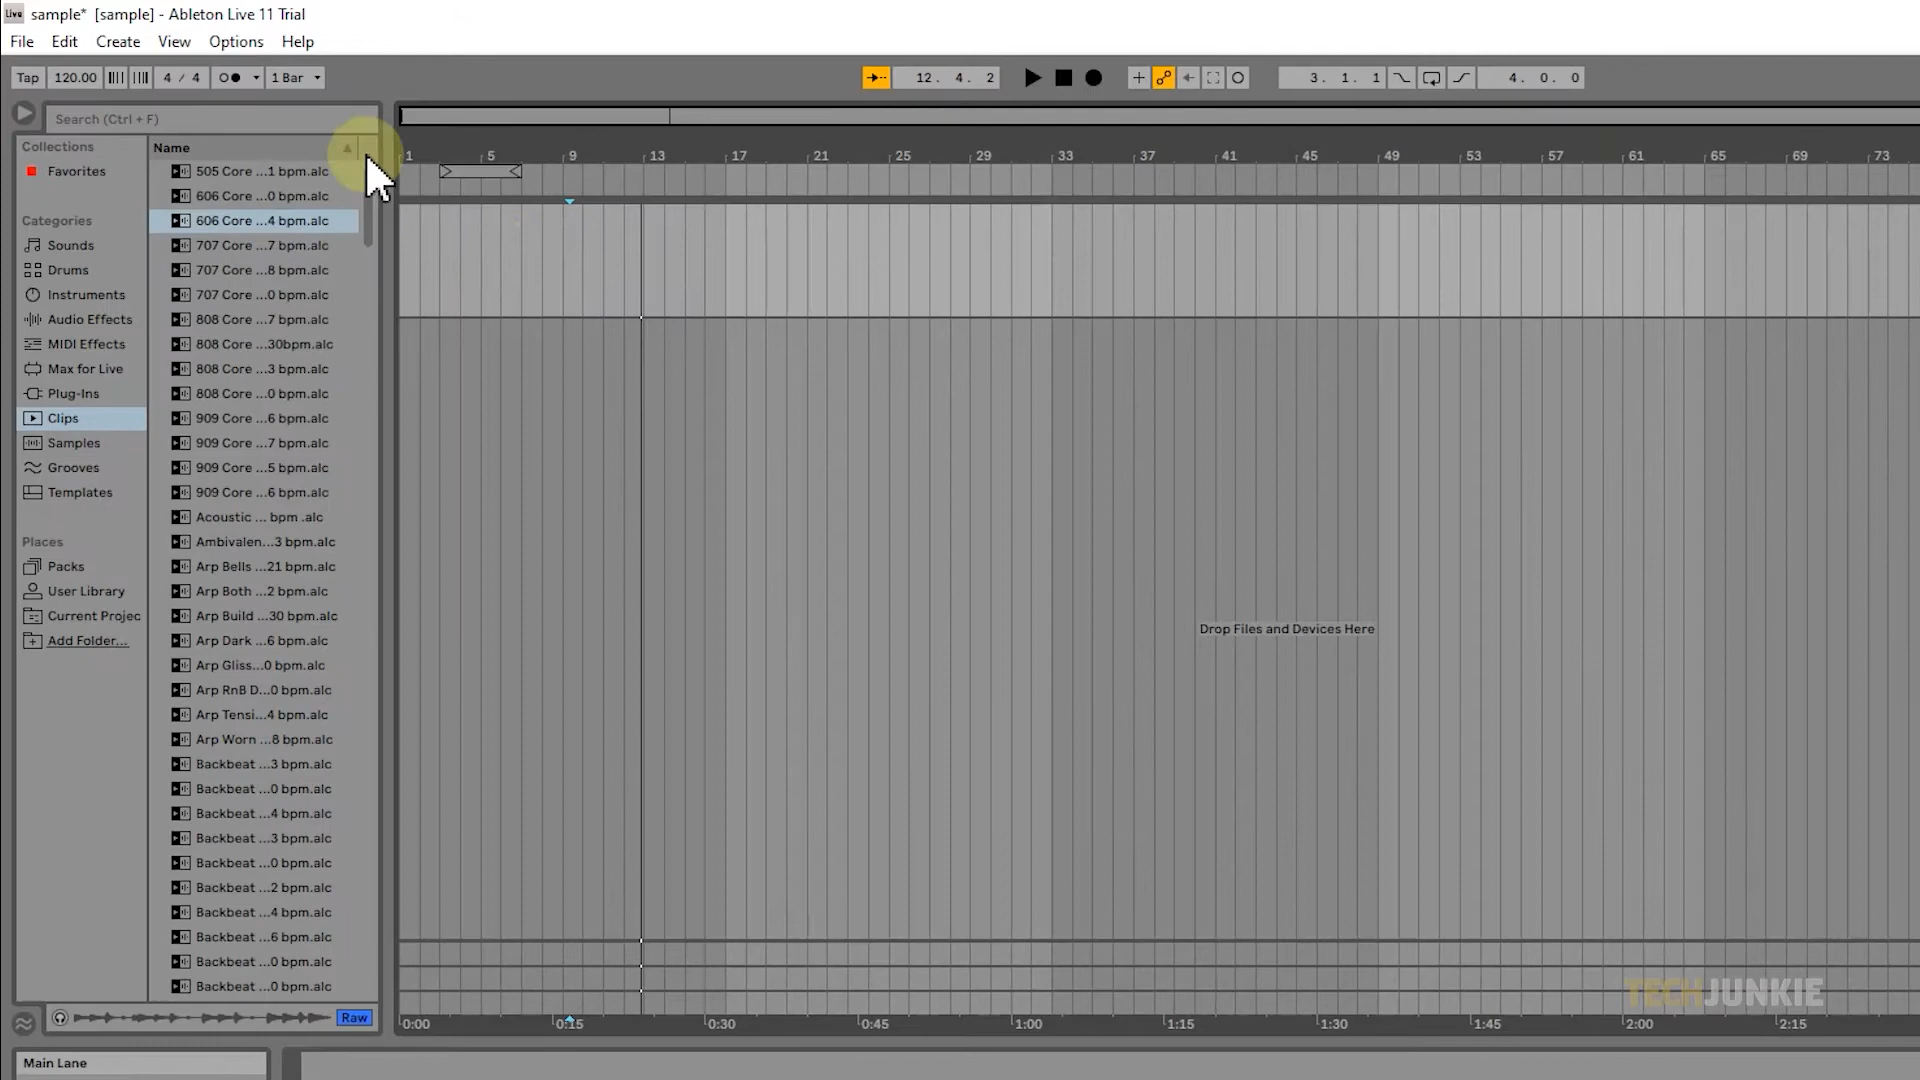 Live sample* [sample] - Ableton Live 11 Trial
File Edit Create View Options Help
Tap 120.00 4 / 4 1 Bar 12. 4. 2 3. 1. 1 4. 0. 0
Search (Ctrl + F)
Collections
Favorites
Categories
Sounds
Drums
Instruments
Audio Effects
MIDI Effects
Max for Live
Plug-Ins
Clips
Samples
Grooves
Templates
Places
Packs
User Library
Current Projec
Add Folder...
Name
505 Core ...1 bpm.alc
606 Core ...0 bpm.alc
606 Core ...4 bpm.alc
707 Core ...7 bpm.alc
707 Core ...8 bpm.alc
707 Core ...0 bpm.alc
808 Core ...7 bpm.alc
808 Core ...30bpm.alc
808 Core ...3 bpm.alc
808 Core ...0 bpm.alc
909 Core ...6 bpm.alc
909 Core ...7 bpm.alc
909 Core ...5 bpm.alc
909 Core ...6 bpm.alc
Acoustic ... bpm .alc
Ambivalen...3 bpm.alc
Arp Bells ...21 bpm.alc
Arp Both ...2 bpm.alc
Arp Build ...30 bpm.alc
Arp Dark ...6 bpm.alc
Arp Gliss...0 bpm.alc
Arp RnB D...0 bpm.alc
Arp Tensi...4 bpm.alc
Arp Worn ...8 bpm.alc
Backbeat ...3 bpm.alc
Backbeat ...0 bpm.alc
Backbeat ...4 bpm.alc
Backbeat ...3 bpm.alc
Backbeat ...0 bpm.alc
Backbeat ...2 bpm.alc
Backbeat ...4 bpm.alc
Backbeat ...6 bpm.alc
Backbeat ...0 bpm.alc
Backbeat ...0 bpm.alc
Raw
1 5 9 13 17 21 25 29 33 37 41 45 49 53 57 61 65 69 73
Drop Files and Devices Here
TECHJUNKIE
0:00 0:15 0:30 0:45 1:00 1:15 1:30 1:45 2:00 2:15
Main Lane